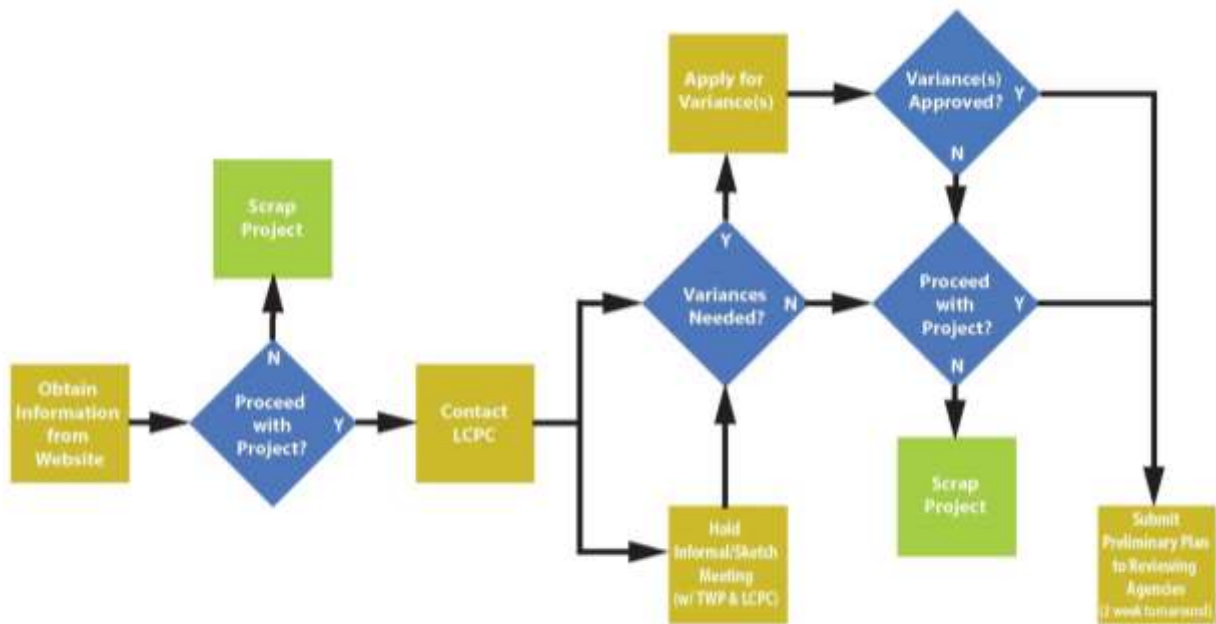 Obtain
Information
from
Website
Proceed
with
Project?
N
Y
Scrap
Project
Contact
LCPC
Hold
Informal/Sketch
Meeting
(w/ TWP & LCPC)
Variances
Needed?
Y
N
Apply for
Variance(s)
Variance(s)
Approved?
Y
N
Proceed
with
Project?
Y
N
Scrap
Project
Submit
Preliminary Plan
to Reviewing
Agencies
(2 week turnaround)